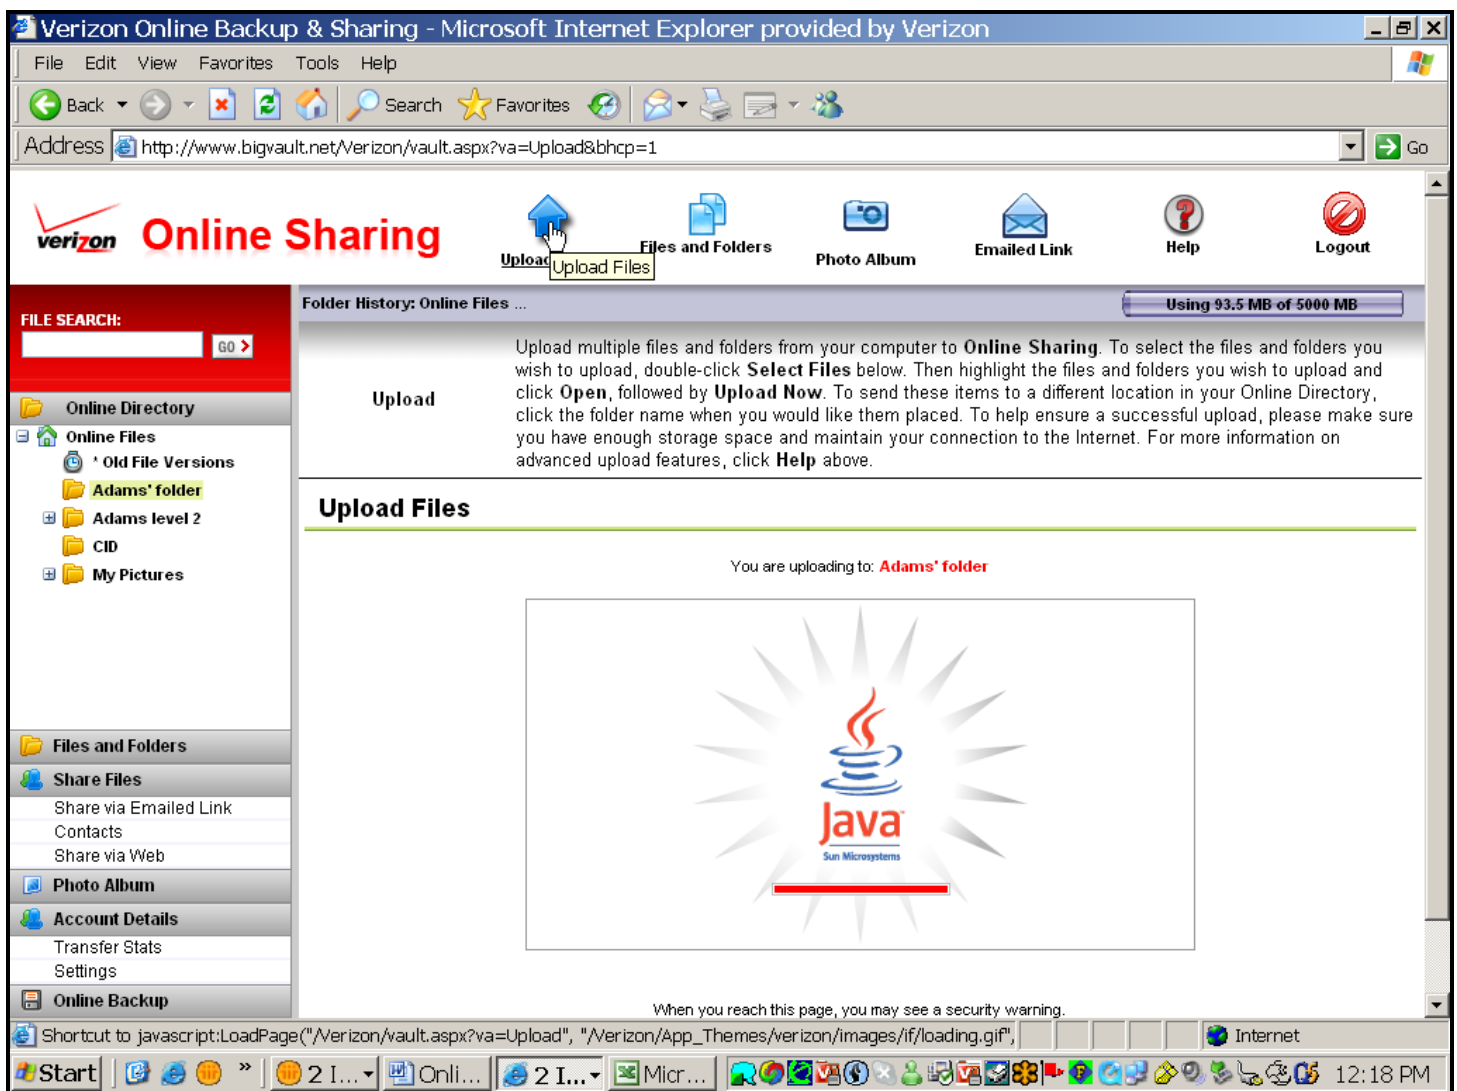 Verizon Online Backup & Sharing - Microsoft Internet Explorer provided by Verizon
File Edit View Favorites Tools Help
Back Search Favorites
Address http://www.bigvault.net/Verizon/vault.aspx?va=Upload&bhcp=1 Go
verizon Online Sharing
Upload Files and Folders Photo Album Emailed Link Help Logout
Upload Files
FILE SEARCH:
GO
Folder History: Online Files ...
Using 93.5 MB of 5000 MB
Upload
Upload multiple files and folders from your computer to Online Sharing. To select the files and folders you
wish to upload, double-click Select Files below. Then highlight the files and folders you wish to upload and
click Open, followed by Upload Now. To send these items to a different location in your Online Directory,
click the folder name when you would like them placed. To help ensure a successful upload, please make sure
you have enough storage space and maintain your connection to the Internet. For more information on
advanced upload features, click Help above.
Online Directory
Online Files
* Old File Versions
Adams' folder
Adams level 2
CID
My Pictures
Files and Folders
Share Files
Share via Emailed Link
Contacts
Share via Web
Photo Album
Account Details
Transfer Stats
Settings
Online Backup
Upload Files
You are uploading to: Adams' folder
Java
Sun Microsystems
When you reach this page, you may see a security warning.
Shortcut to javascript:LoadPage("/Verizon/vault.aspx?va=Upload", "/Verizon/App_Themes/verizon/images/if/loading.gif",
Internet
Start » 2 I... Onli... 2 I... Micr... 12:18 PM